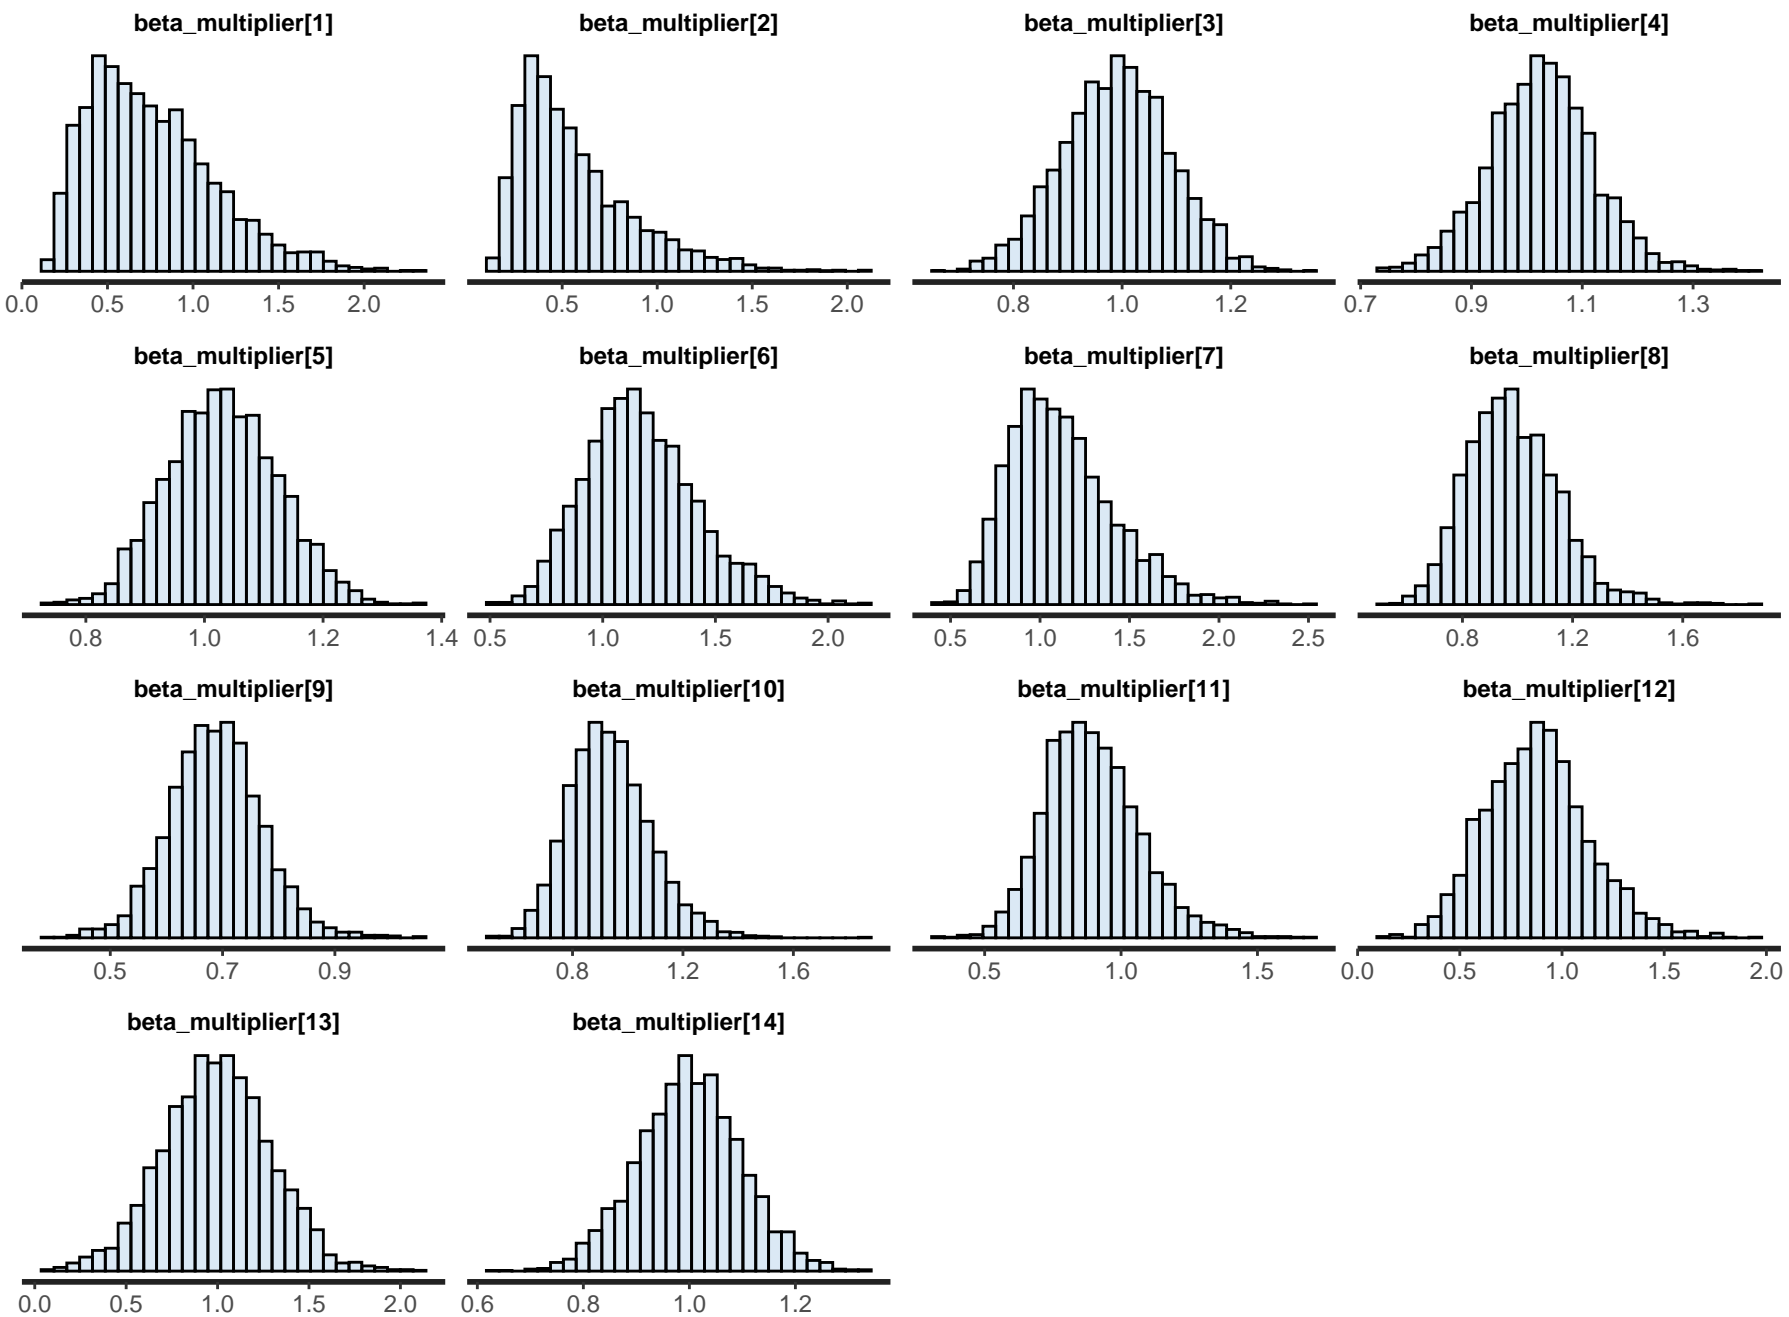 beta_multiplier[1] beta_multiplier[2] beta_multiplier[3] beta_multiplier[4]
0.0 0.5 1.0 1.5 2.0 0.5 1.0 1.5 2.0 0.8 1.0 1.2 0.7 0.9 1.1 1.3
beta_multiplier[5] beta_multiplier[6] beta_multiplier[7] beta_multiplier[8]
0.8 1.0 1.2 1.4 0.5 1.0 1.5 2.0 0.5 1.0 1.5 2.0 2.5 0.8 1.2 1.6
beta_multiplier[9] beta_multiplier[10] beta_multiplier[11] beta_multiplier[12]
0.5 0.7 0.9 0.8 1.2 1.6 0.5 1.0 1.5 0.0 0.5 1.0 1.5 2.0
beta_multiplier[13] beta_multiplier[14]
0.0 0.5 1.0 1.5 2.0 0.6 0.8 1.0 1.2